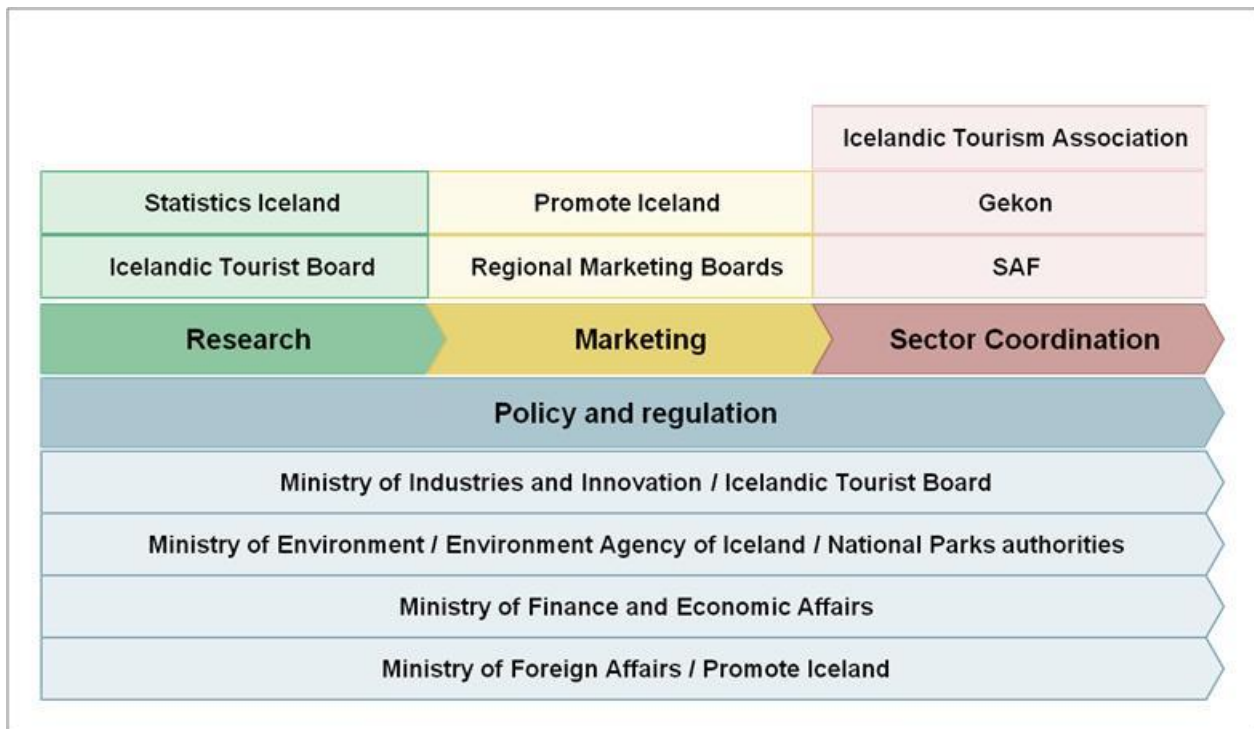 Icelandic Tourism Association
Statistics Iceland
Promote Iceland
Gekon
Icelandic Tourist Board
Regional Marketing Boards
SAF
Research
Marketing
Sector Coordination
Policy and regulation
Ministry of Industries and Innovation / Icelandic Tourist Board
Ministry of Environment / Environment Agency of Iceland / National Parks authorities
Ministry of Finance and Economic Affairs
Ministry of Foreign Affairs / Promote Iceland